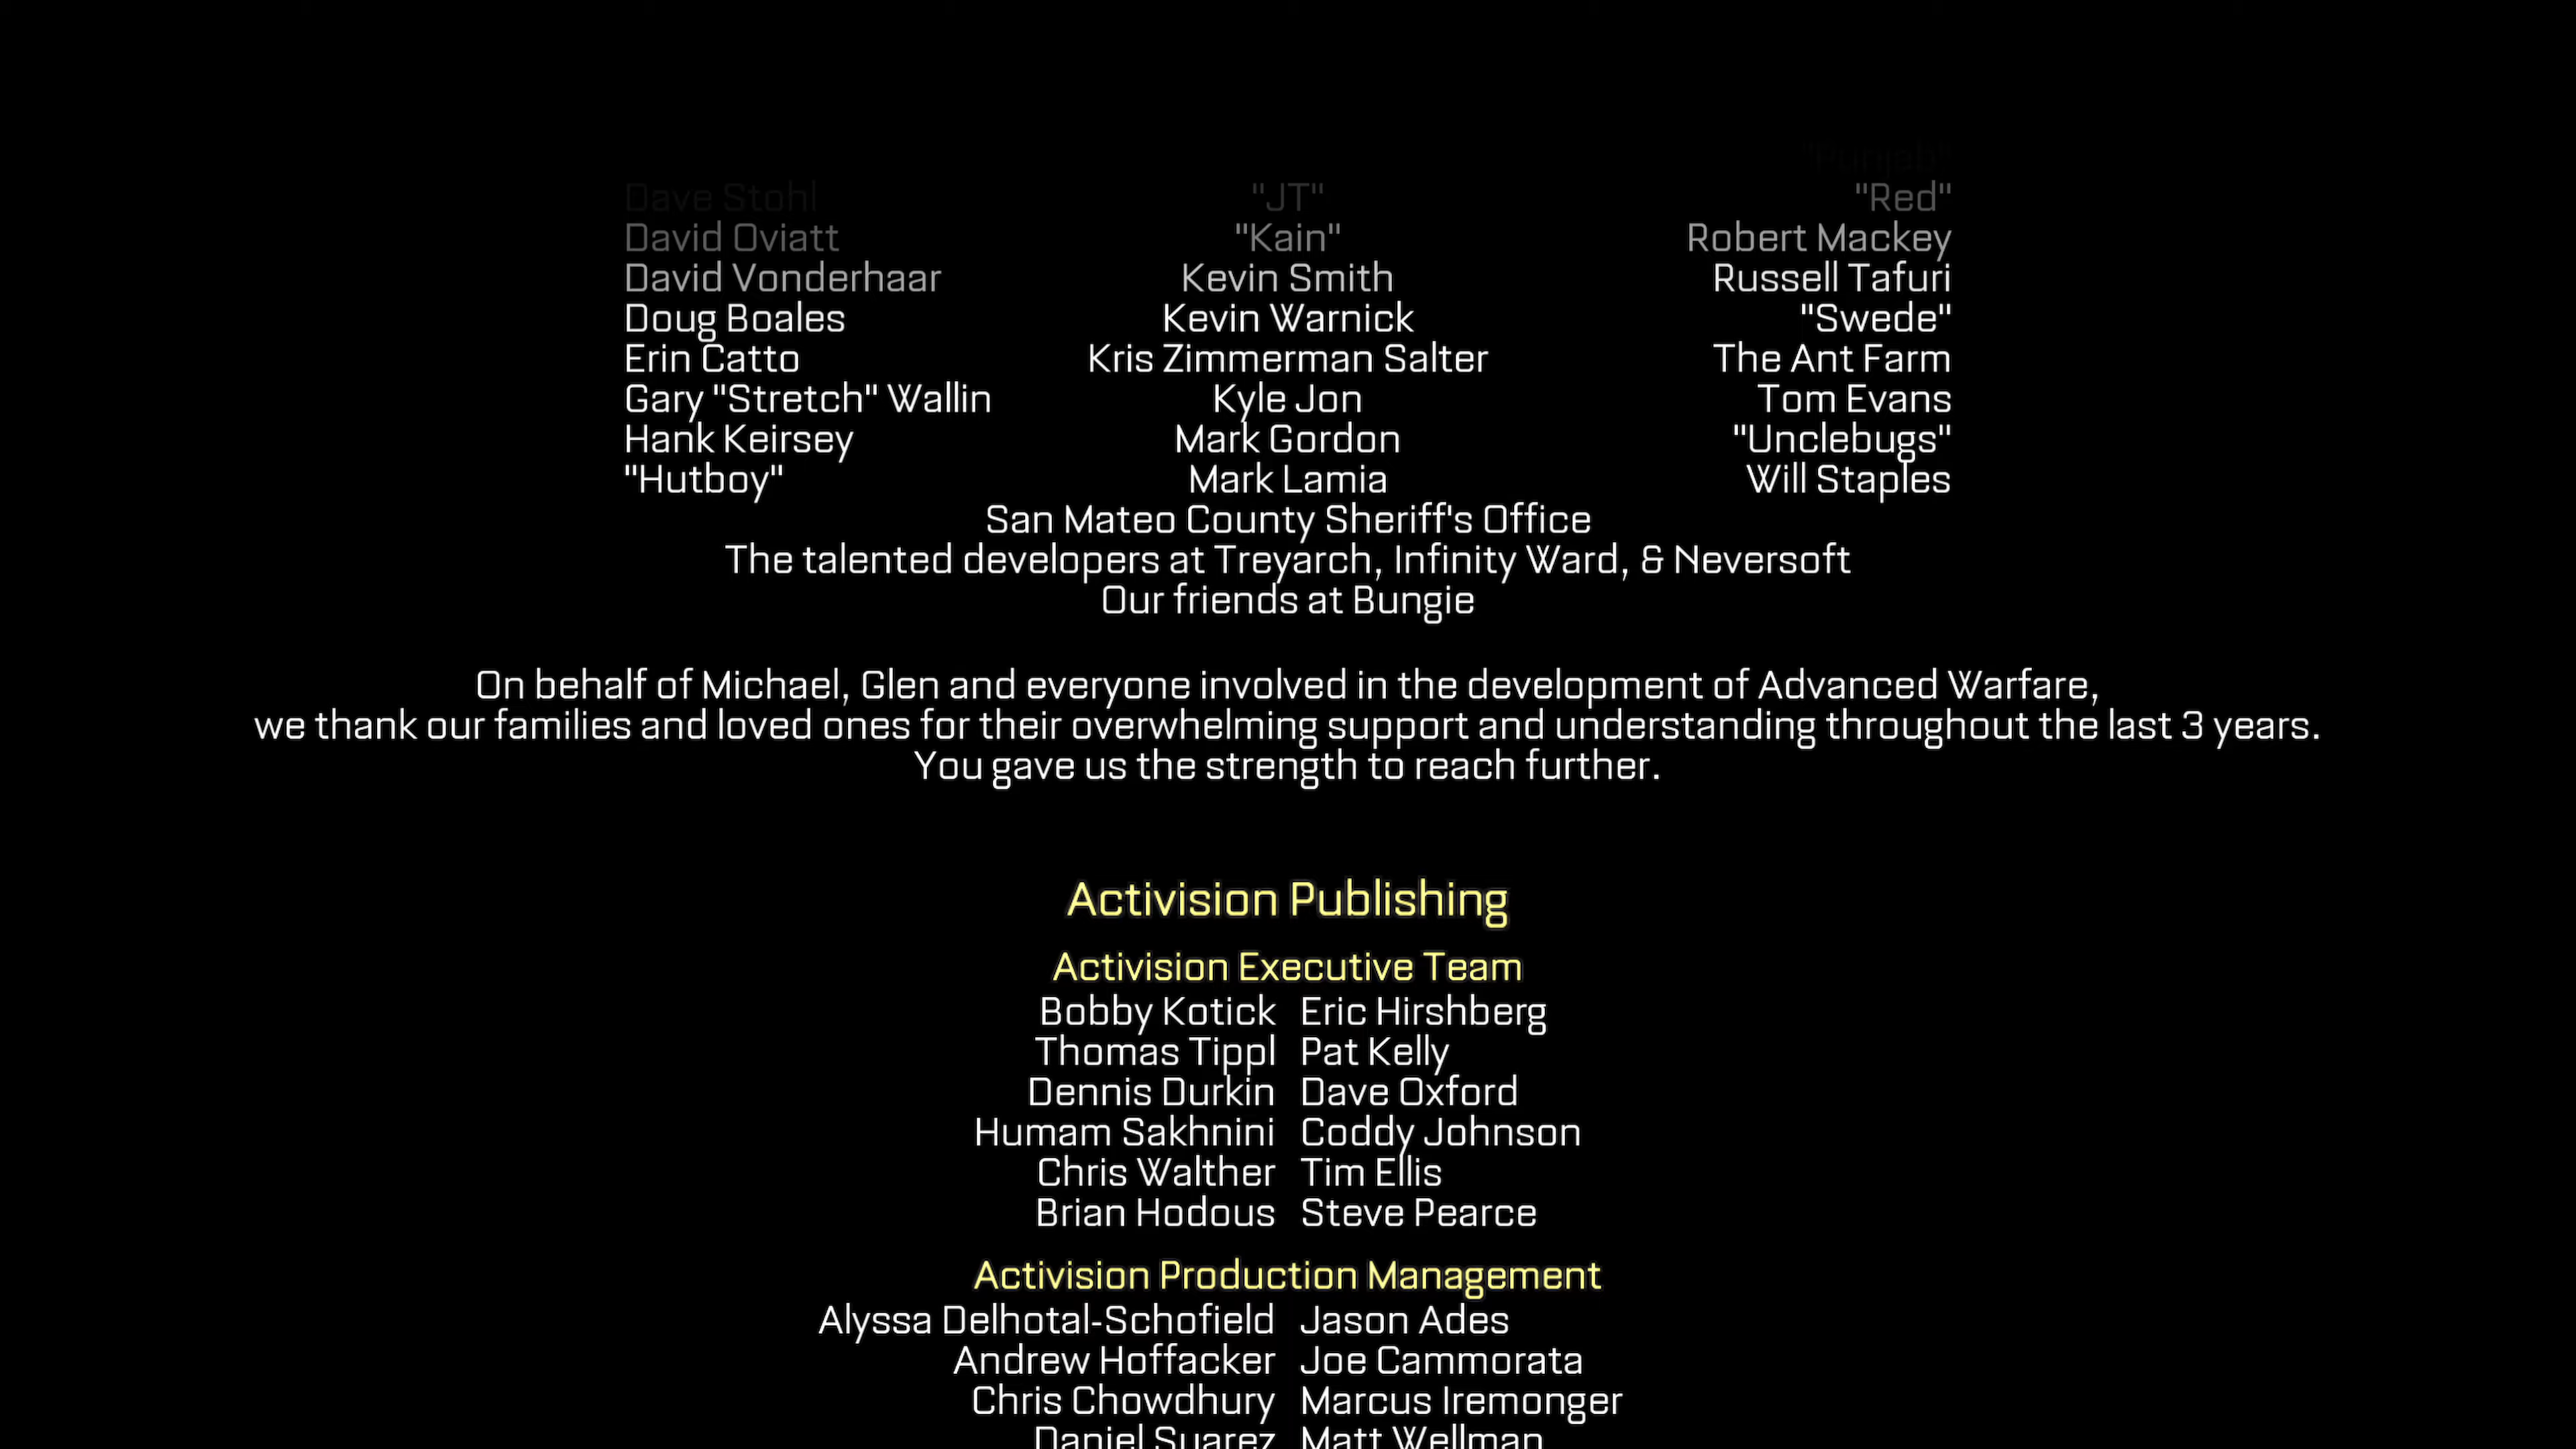 "Punjab"
Dave Stohl "JT" "Red"
David Oviatt "Kain" Robert Mackey
David Vonderhaar Kevin Smith Russell Tafuri
Doug Boales Kevin Warnick "Swede"
Erin Catto Kris Zimmerman Salter The Ant Farm
Gary "Stretch" Wallin Kyle Jon Tom Evans
Hank Keirsey Mark Gordon "Unclebugs"
"Hutboy" Mark Lamia Will Staples
San Mateo County Sheriff's Office
The talented developers at Treyarch, Infinity Ward, & Neversoft
Our friends at Bungie
On behalf of Michael, Glen and everyone involved in the development of Advanced Warfare,
we thank our families and loved ones for their overwhelming support and understanding throughout the last 3 years.
You gave us the strength to reach further.
Activision Publishing
Activision Executive Team
Bobby Kotick Eric Hirshberg
Thomas Tippl Pat Kelly
Dennis Durkin Dave Oxford
Humam Sakhnini Coddy Johnson
Chris Walther Tim Ellis
Brian Hodous Steve Pearce
Activision Production Management
Alyssa Delhotal-Schofield Jason Ades
Andrew Hoffacker Joe Cammorata
Chris Chowdhury Marcus Iremonger
Daniel Suarez Matt Wellman